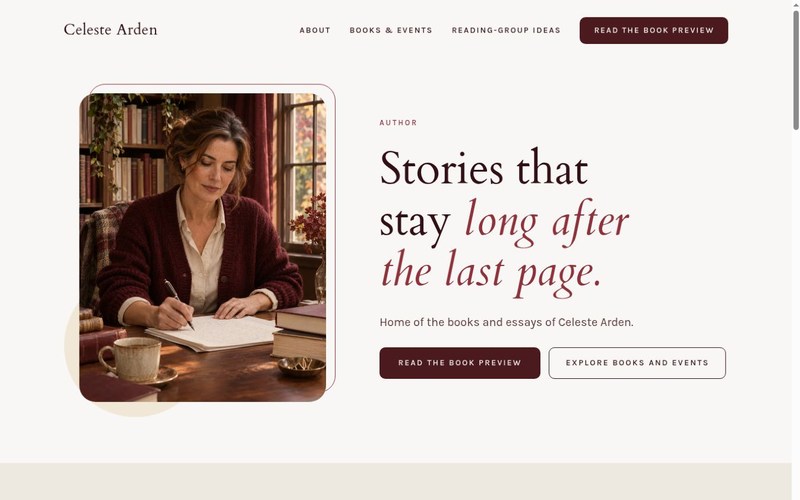 Celeste Arden
ABOUT
BOOKS & EVENTS
READING-GROUP IDEAS
READ THE BOOK PREVIEW
AUTHOR
Stories that
stay long after
the last page.
Home of the books and essays of Celeste Arden.
READ THE BOOK PREVIEW
EXPLORE BOOKS AND EVENTS